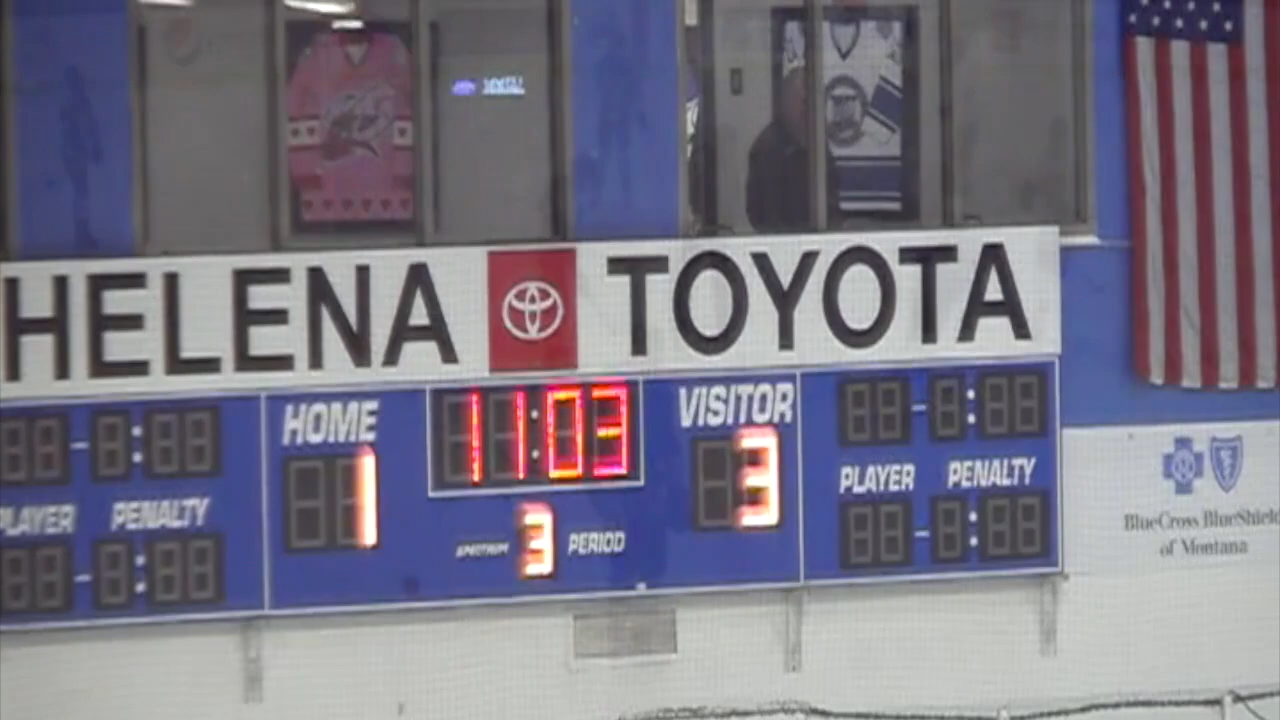 HELENA TOYOTA
HOME 11:03 VISITOR
1 3
PLAYER PENALTY 3 PERIOD PLAYER PENALTY
BlueCross BlueShield
of Montana